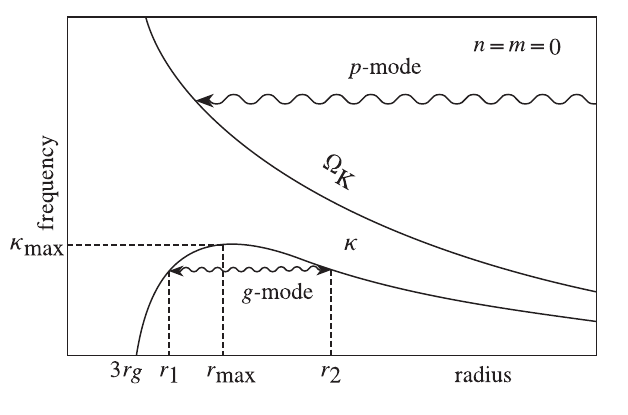 n = m = 0
p-mode
frequency
Ω_K
κ_max
κ
g-mode
3r_g r_1 r_max r_2 radius